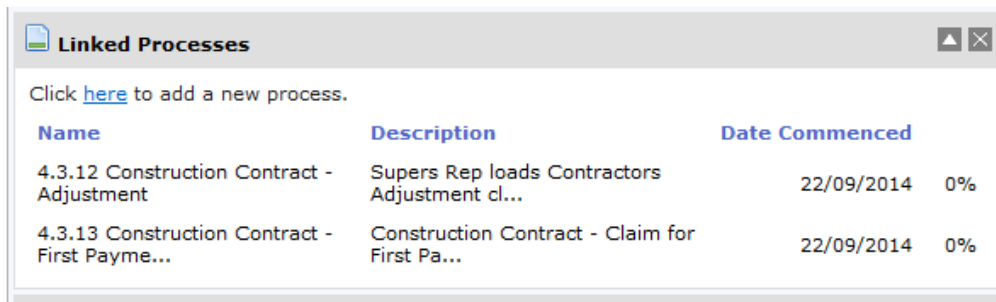 Linked Processes
Click here to add a new process.
Name Description Date Commenced
4.3.12 Construction Contract - Supers Rep loads Contractors
Adjustment Adjustment cl... 22/09/2014 0%
4.3.13 Construction Contract - Construction Contract - Claim for
First Payme... First Pa... 22/09/2014 0%